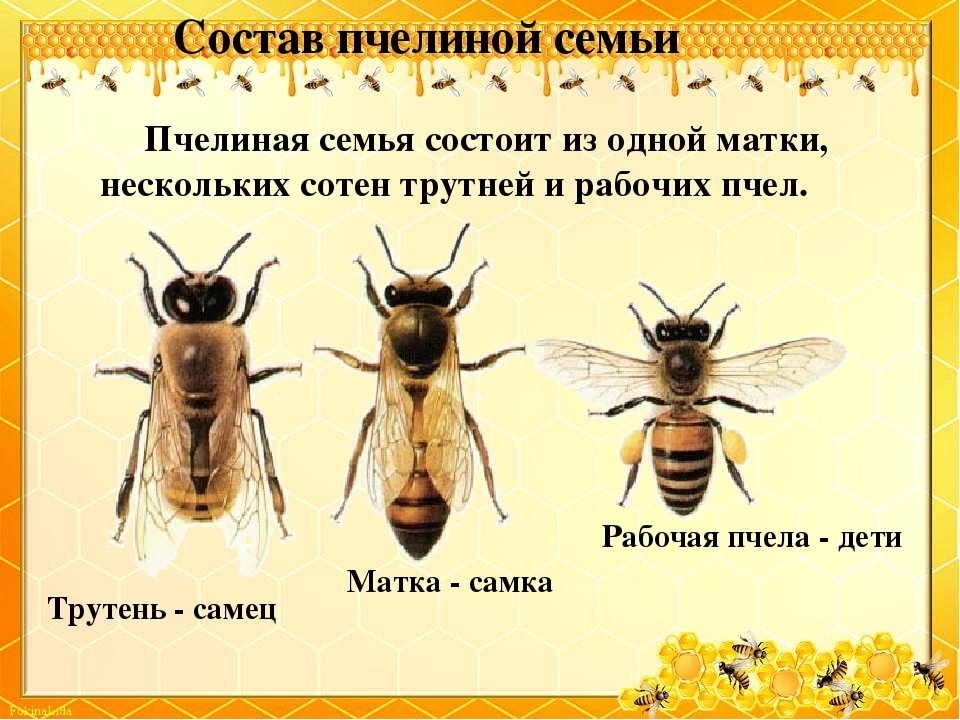 Состав пчелиной семьи
Пчелиная семья состоит из одной матки,
нескольких сотен трутней и рабочих пчел.
Рабочая пчела - дети
Матка - самка
Трутень - самец
FokinaLida